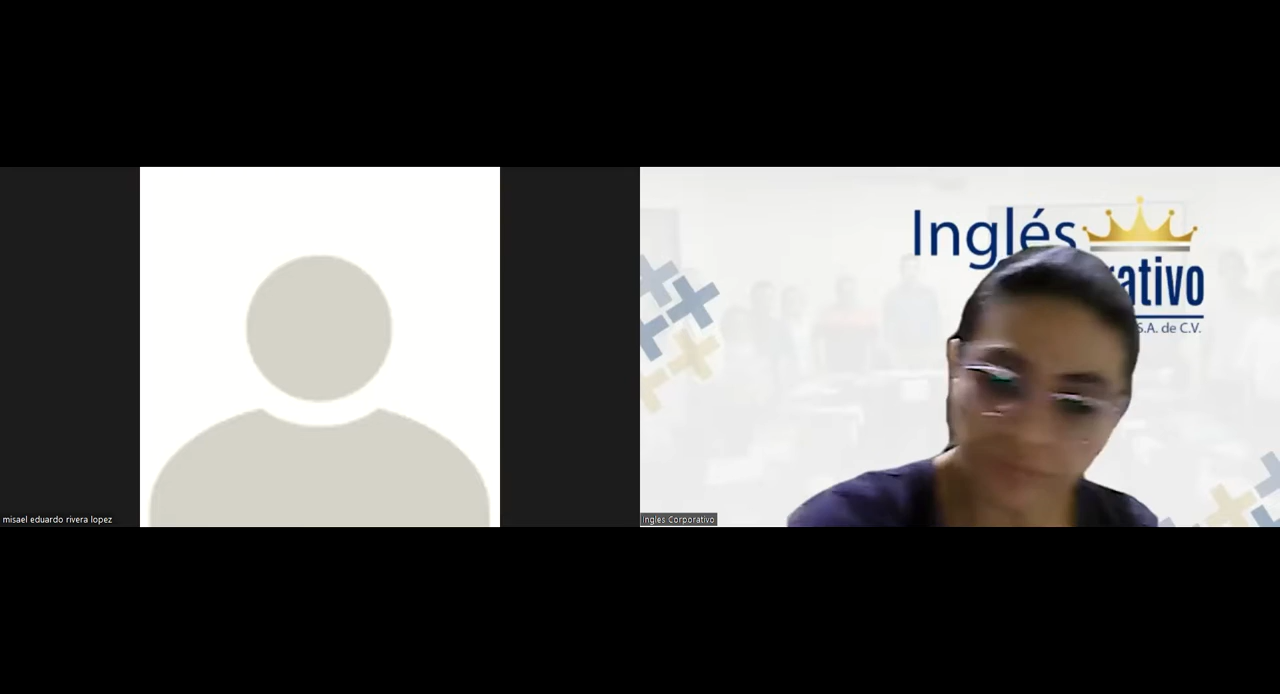 Inglés
rativo
S.A. de C.V.
misael eduardo rivera lopez
Ingles Corporativo